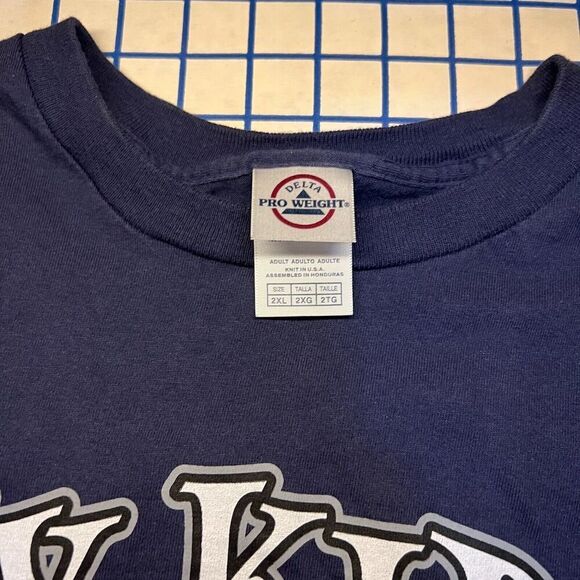 DELTA
PRO WEIGHT®
ADULT ADULTO ADULTE
KNIT IN U.S.A.
ASSEMBLED IN HONDURAS
SIZE TALLA TAILLE
2XL 2XG 2TG